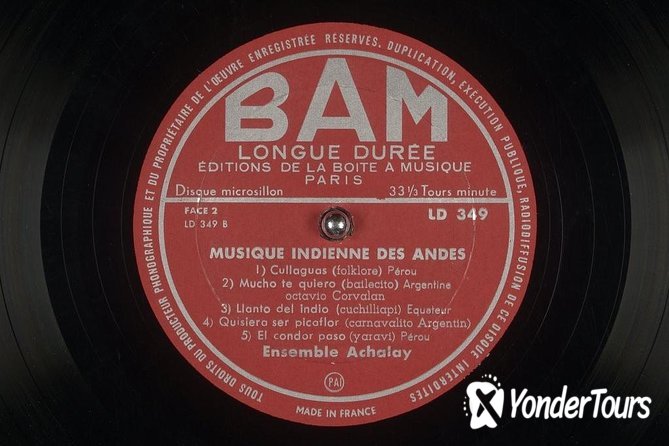 TOUS DROITS DU PRODUCTEUR PHONOGRAPHIQUE ET DU PROPRIÉTAIRE DE L'ŒUVRE ENREGISTRÉE RÉSERVÉS. DUPLICATION, EXÉCUTION PUBLIQUE, RADIODIFFUSION DE CE DISQUE INTERDITES
BAM
LONGUE DURÉE
ÉDITIONS DE LA BOITE A MUSIQUE
PARIS
Disque microsillon 33 1/3 Tours minute
FACE 2 LD 349
LD 349 B
MUSIQUE INDIENNE DES ANDES
1) Cullaguas (folklore) Pérou
2) Mucho te quiero (bailecito) Argentine
octavio Corvalan
3) Llanto del indio (cuchilliapi) Equateur
4) Quisiera ser picoflor (carnavalito Argentin)
5) El condor paso (yaravi) Pérou
Ensemble Achalay
PAI
MADE IN FRANCE
YonderTours